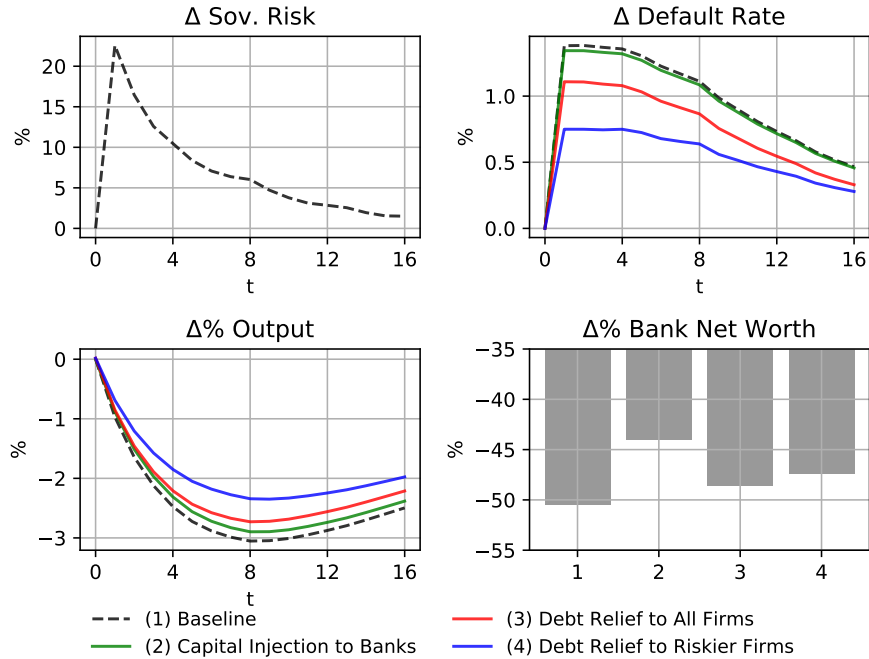 Δ Sov. Risk
Δ Default Rate
20
15
10
5
0
%
0 4 8 12 16
t
1.0
0.5
0.0
%
0 4 8 12 16
t
Δ% Output
Δ% Bank Net Worth
0
−1
−2
−3
%
0 4 8 12 16
t
−35
−40
−45
−50
−55
%
1 2 3 4
(1) Baseline
(2) Capital Injection to Banks
(3) Debt Relief to All Firms
(4) Debt Relief to Riskier Firms